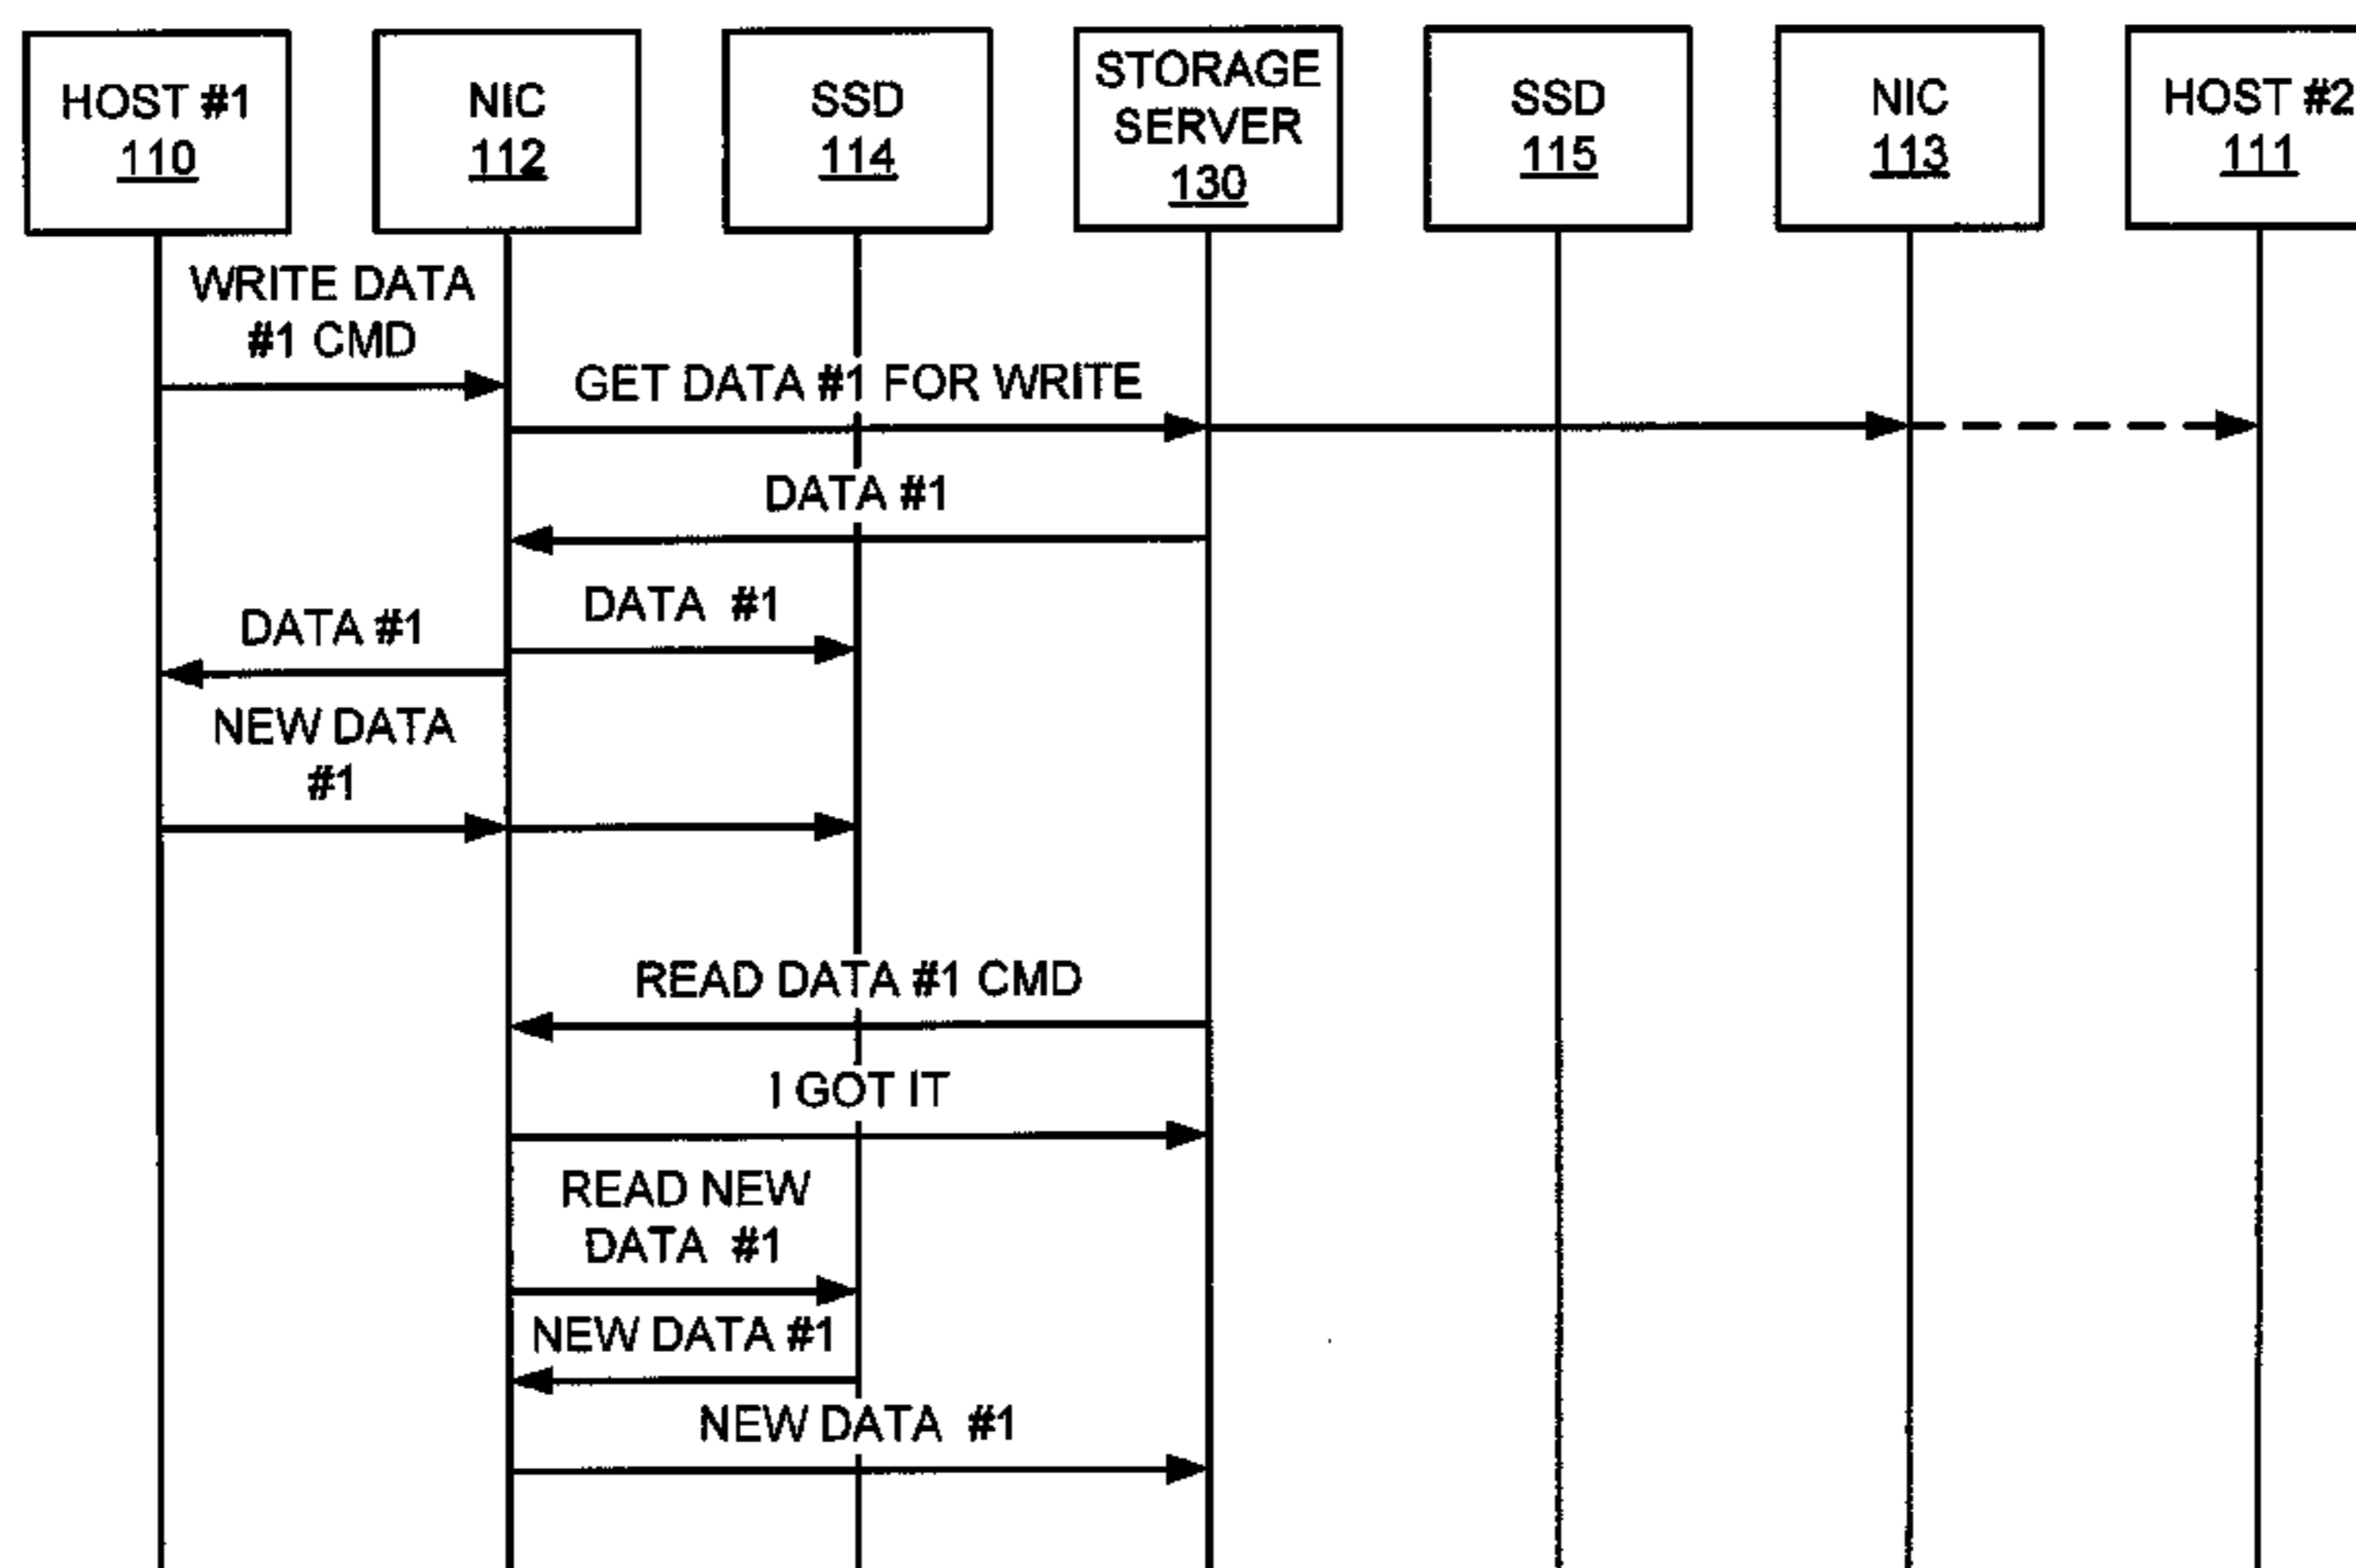 HOST #1
110
NIC
112
SSD
114
STORAGE
SERVER
130
SSD
115
NIC
113
HOST #2
111
WRITE DATA
#1 CMD
GET DATA #1 FOR WRITE
DATA #1
DATA #1
DATA #1
NEW DATA
#1
READ DATA #1 CMD
I GOT IT
READ NEW
DATA #1
NEW DATA #1
NEW DATA #1